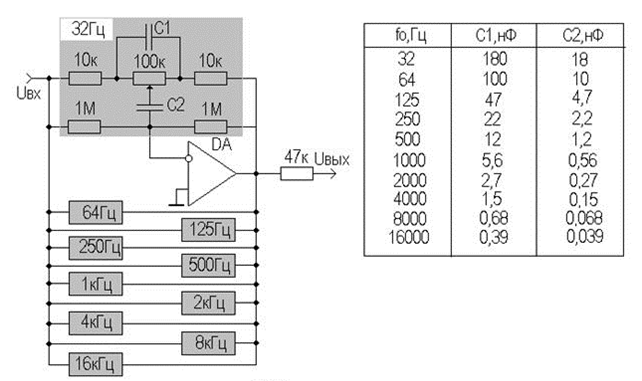 32Гц
C1
10к
100к
10к
Uвх
C2
1М
1М
DA
47к
Uвых
64Гц
125Гц
250Гц
500Гц
1кГц
2кГц
4кГц
8кГц
16кГц
fo,Гц C1,нФ C2,нФ
32 180 18
64 100 10
125 47 4,7
250 22 2,2
500 12 1,2
1000 5,6 0,56
2000 2,7 0,27
4000 1,5 0,15
8000 0,68 0,068
16000 0,39 0,039